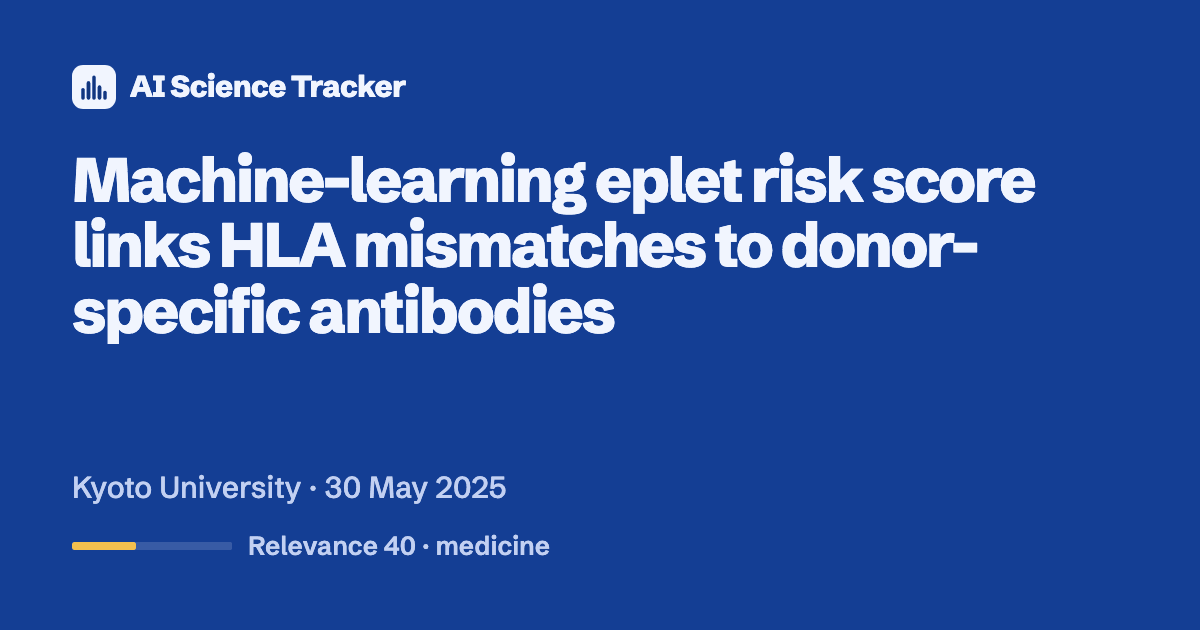 AI Science Tracker
Machine-learning eplet risk score
links HLA mismatches to donor-
specific antibodies
Kyoto University · 30 May 2025
Relevance 40 · medicine